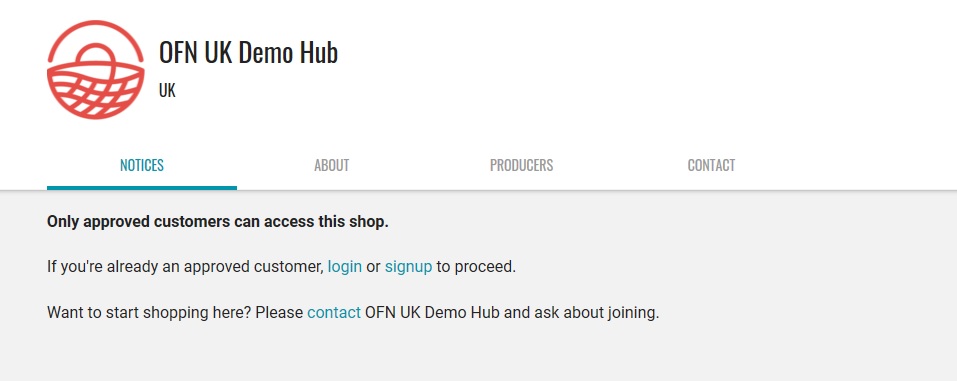 OFN UK Demo Hub
UK
NOTICES ABOUT PRODUCERS CONTACT
Only approved customers can access this shop.
If you're already an approved customer, login or signup to proceed.
Want to start shopping here? Please contact OFN UK Demo Hub and ask about joining.